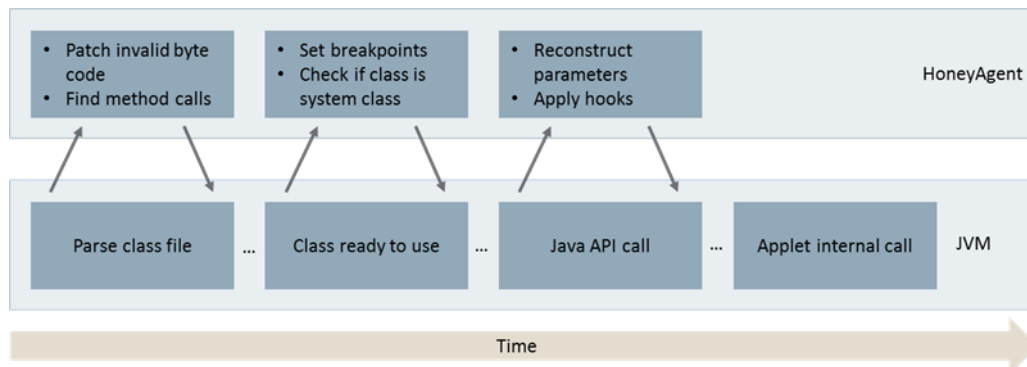 • Patch invalid byte
code
• Find method calls
• Set breakpoints
• Check if class is
system class
• Reconstruct
parameters
• Apply hooks
HoneyAgent
Parse class file
...
Class ready to use
...
Java API call
...
Applet internal call
JVM
Time